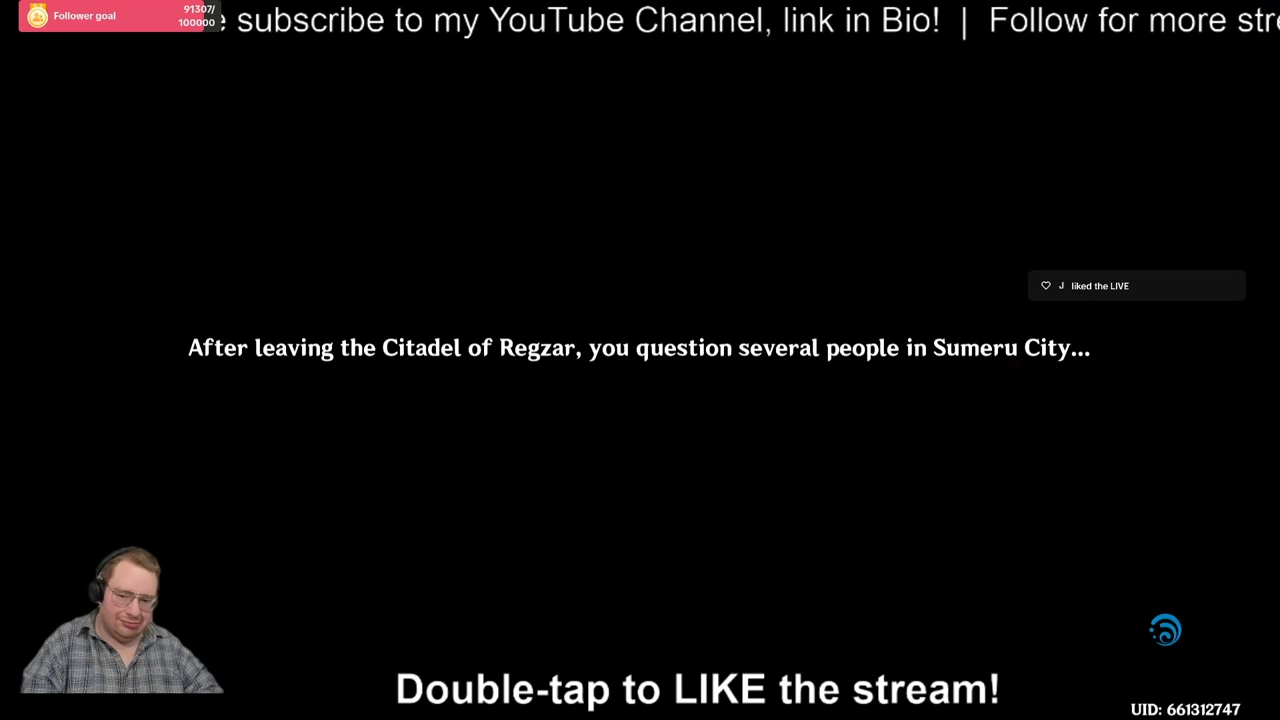 Follower goal
91307/
100000
subscribe to my YouTube Channel, link in Bio! | Follow for more
J liked the LIVE
After leaving the Citadel of Regzar, you question several people in Sumeru City...
Double-tap to LIKE the stream!
UID: 661312747